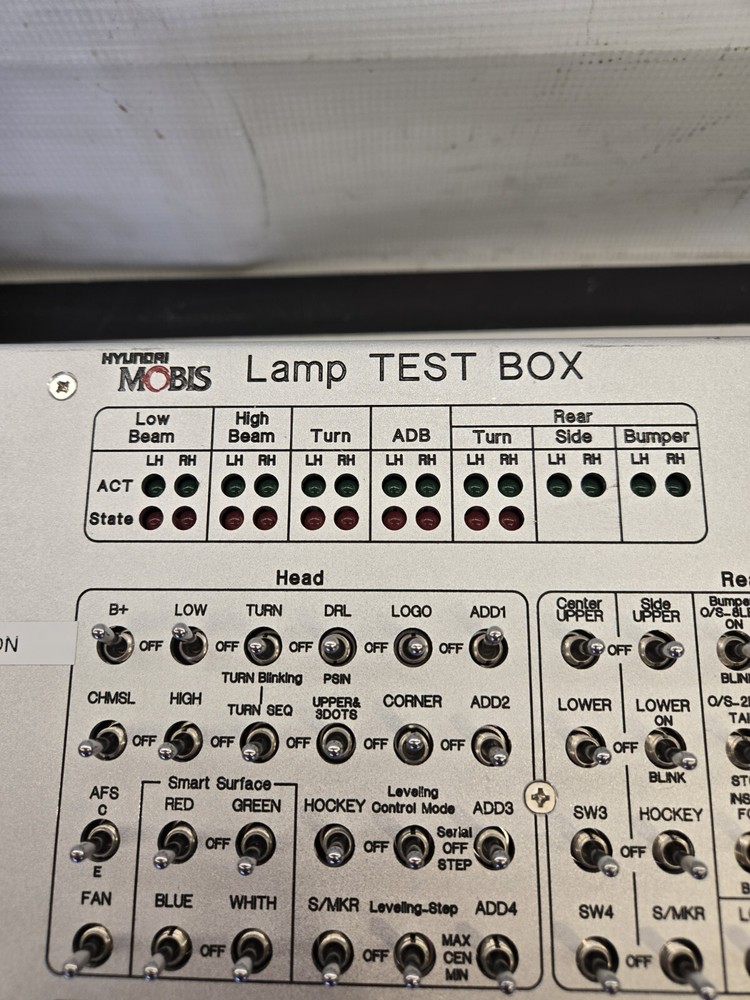 HYUNDAI
MOBIS
Lamp TEST BOX
Low Beam High Beam Turn ADB Rear
Turn Side Bumper
LH RH LH RH LH RH LH RH LH RH LH RH LH RH
ACT
State
Head
B+ LOW TURN DRL LOGO ADD1
OFF OFF OFF OFF OFF
TURN Blinking PSIN
CHMSL HIGH TURN SEQ UPPER& 3DOTS CORNER ADD2
OFF OFF OFF OFF OFF
AFS
C
E
Smart Surface
RED GREEN
OFF
HOCKEY Leveling Control Mode ADD3
OFF Serial OFF STEP
FAN BLUE WHITH S/MKR Leveling-Step ADD4
OFF OFF MAX CEN MIN
Center UPPER Side UPPER
OFF
LOWER LOWER
ON
OFF
BLINK
SW3 HOCKEY
OFF
SW4 S/MKR
OFF
ON
ON